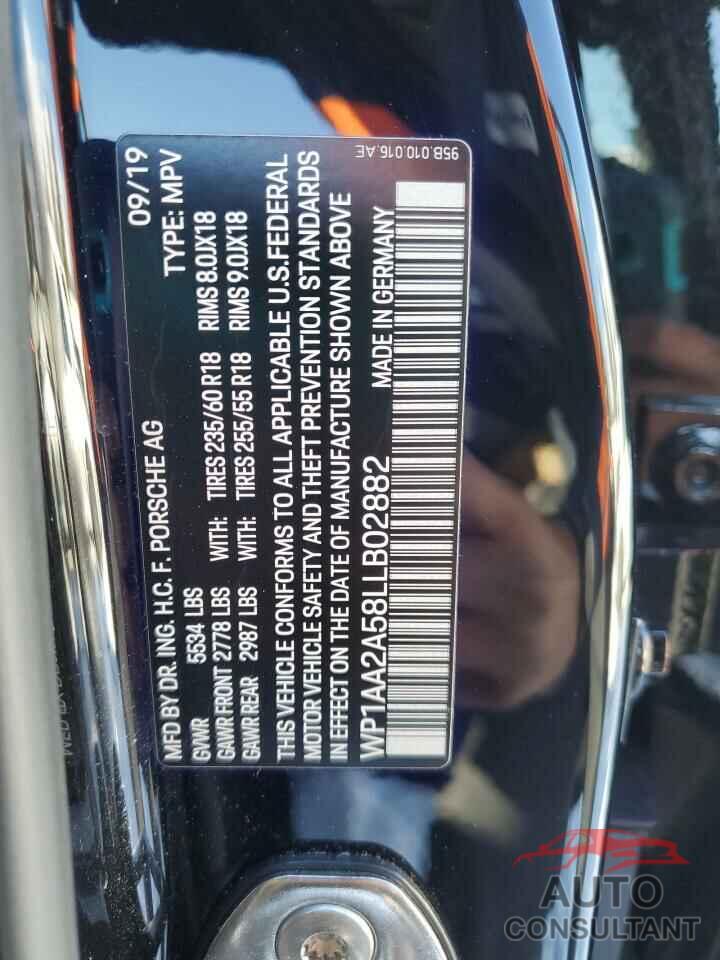 MFD BY DR. ING. H.C. F. PORSCHE AG 09/19
GVWR 5534 LBS TYPE: MPV
GAWR FRONT 2778 LBS WITH: TIRES 235/60 R18 RIMS 8.0JX18
GAWR REAR 2987 LBS WITH: TIRES 255/55 R18 RIMS 9.0JX18
THIS VEHICLE CONFORMS TO ALL APPLICABLE U.S.FEDERAL
MOTOR VEHICLE SAFETY AND THEFT PREVENTION STANDARDS
IN EFFECT ON THE DATE OF MANUFACTURE SHOWN ABOVE
WP1AA2A58LLB02882 MADE IN GERMANY
95B.010.016.AE
AUTO
CONSULTANT